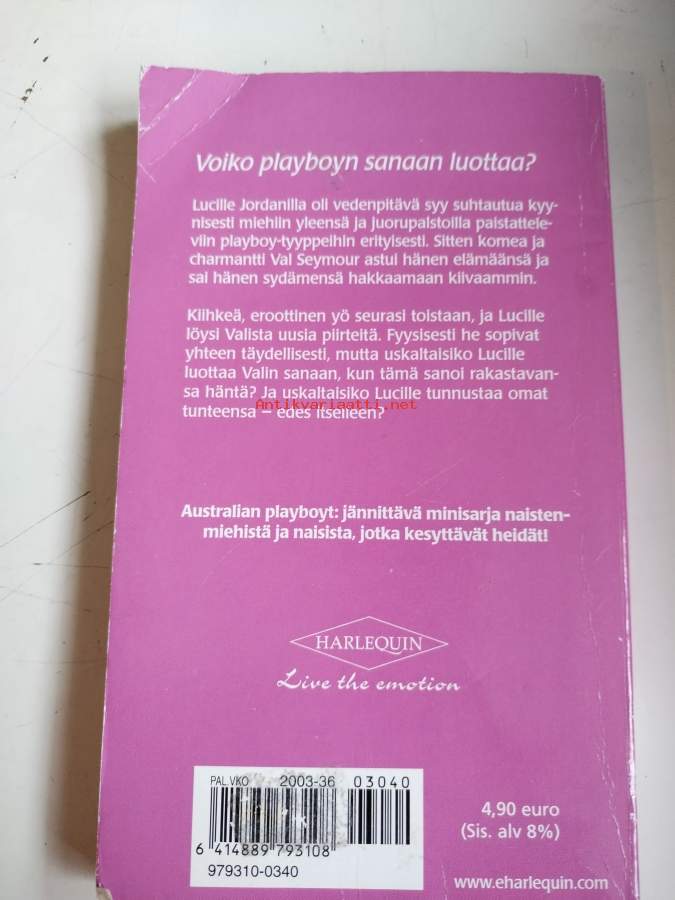 Voiko playboyn sanaan luottaa?
Lucille Jordanilla oli vedenpitävä syy suhtautua kyy-
nisesti miehiin yleensä ja juorupalstoilla paistattele-
viin playboy-tyyppeihin erityisesti. Sitten komea ja
charmantti Val Seymour astui hänen elämäänsä ja
sai hänen sydämensä hakkaamaan kiivaammin.
Kiihkeä, eroottinen yö seurasi toistaan, ja Lucille
löysi Valista uusia piirteitä. Fyysisesti he sopivat
yhteen täydellisesti, mutta uskaltaisiko Lucille
luottaa Valin sanaan, kun tämä sanoi rakastavan-
sa häntä? Ja uskaltaisiko Lucille tunnustaa omat
Antikvariaatti.net
tunteensa – edes itselleen?
Australian playboyt: jännittävä minisarja naisten-
miehistä ja naisista, jotka kesyttävät heidät!
HARLEQUIN
Live the emotion
PAL.VKO 2003-36 03040
6 414889 793108
979310-0340
4,90 euro
(Sis. alv 8%)
www.eharlequin.com